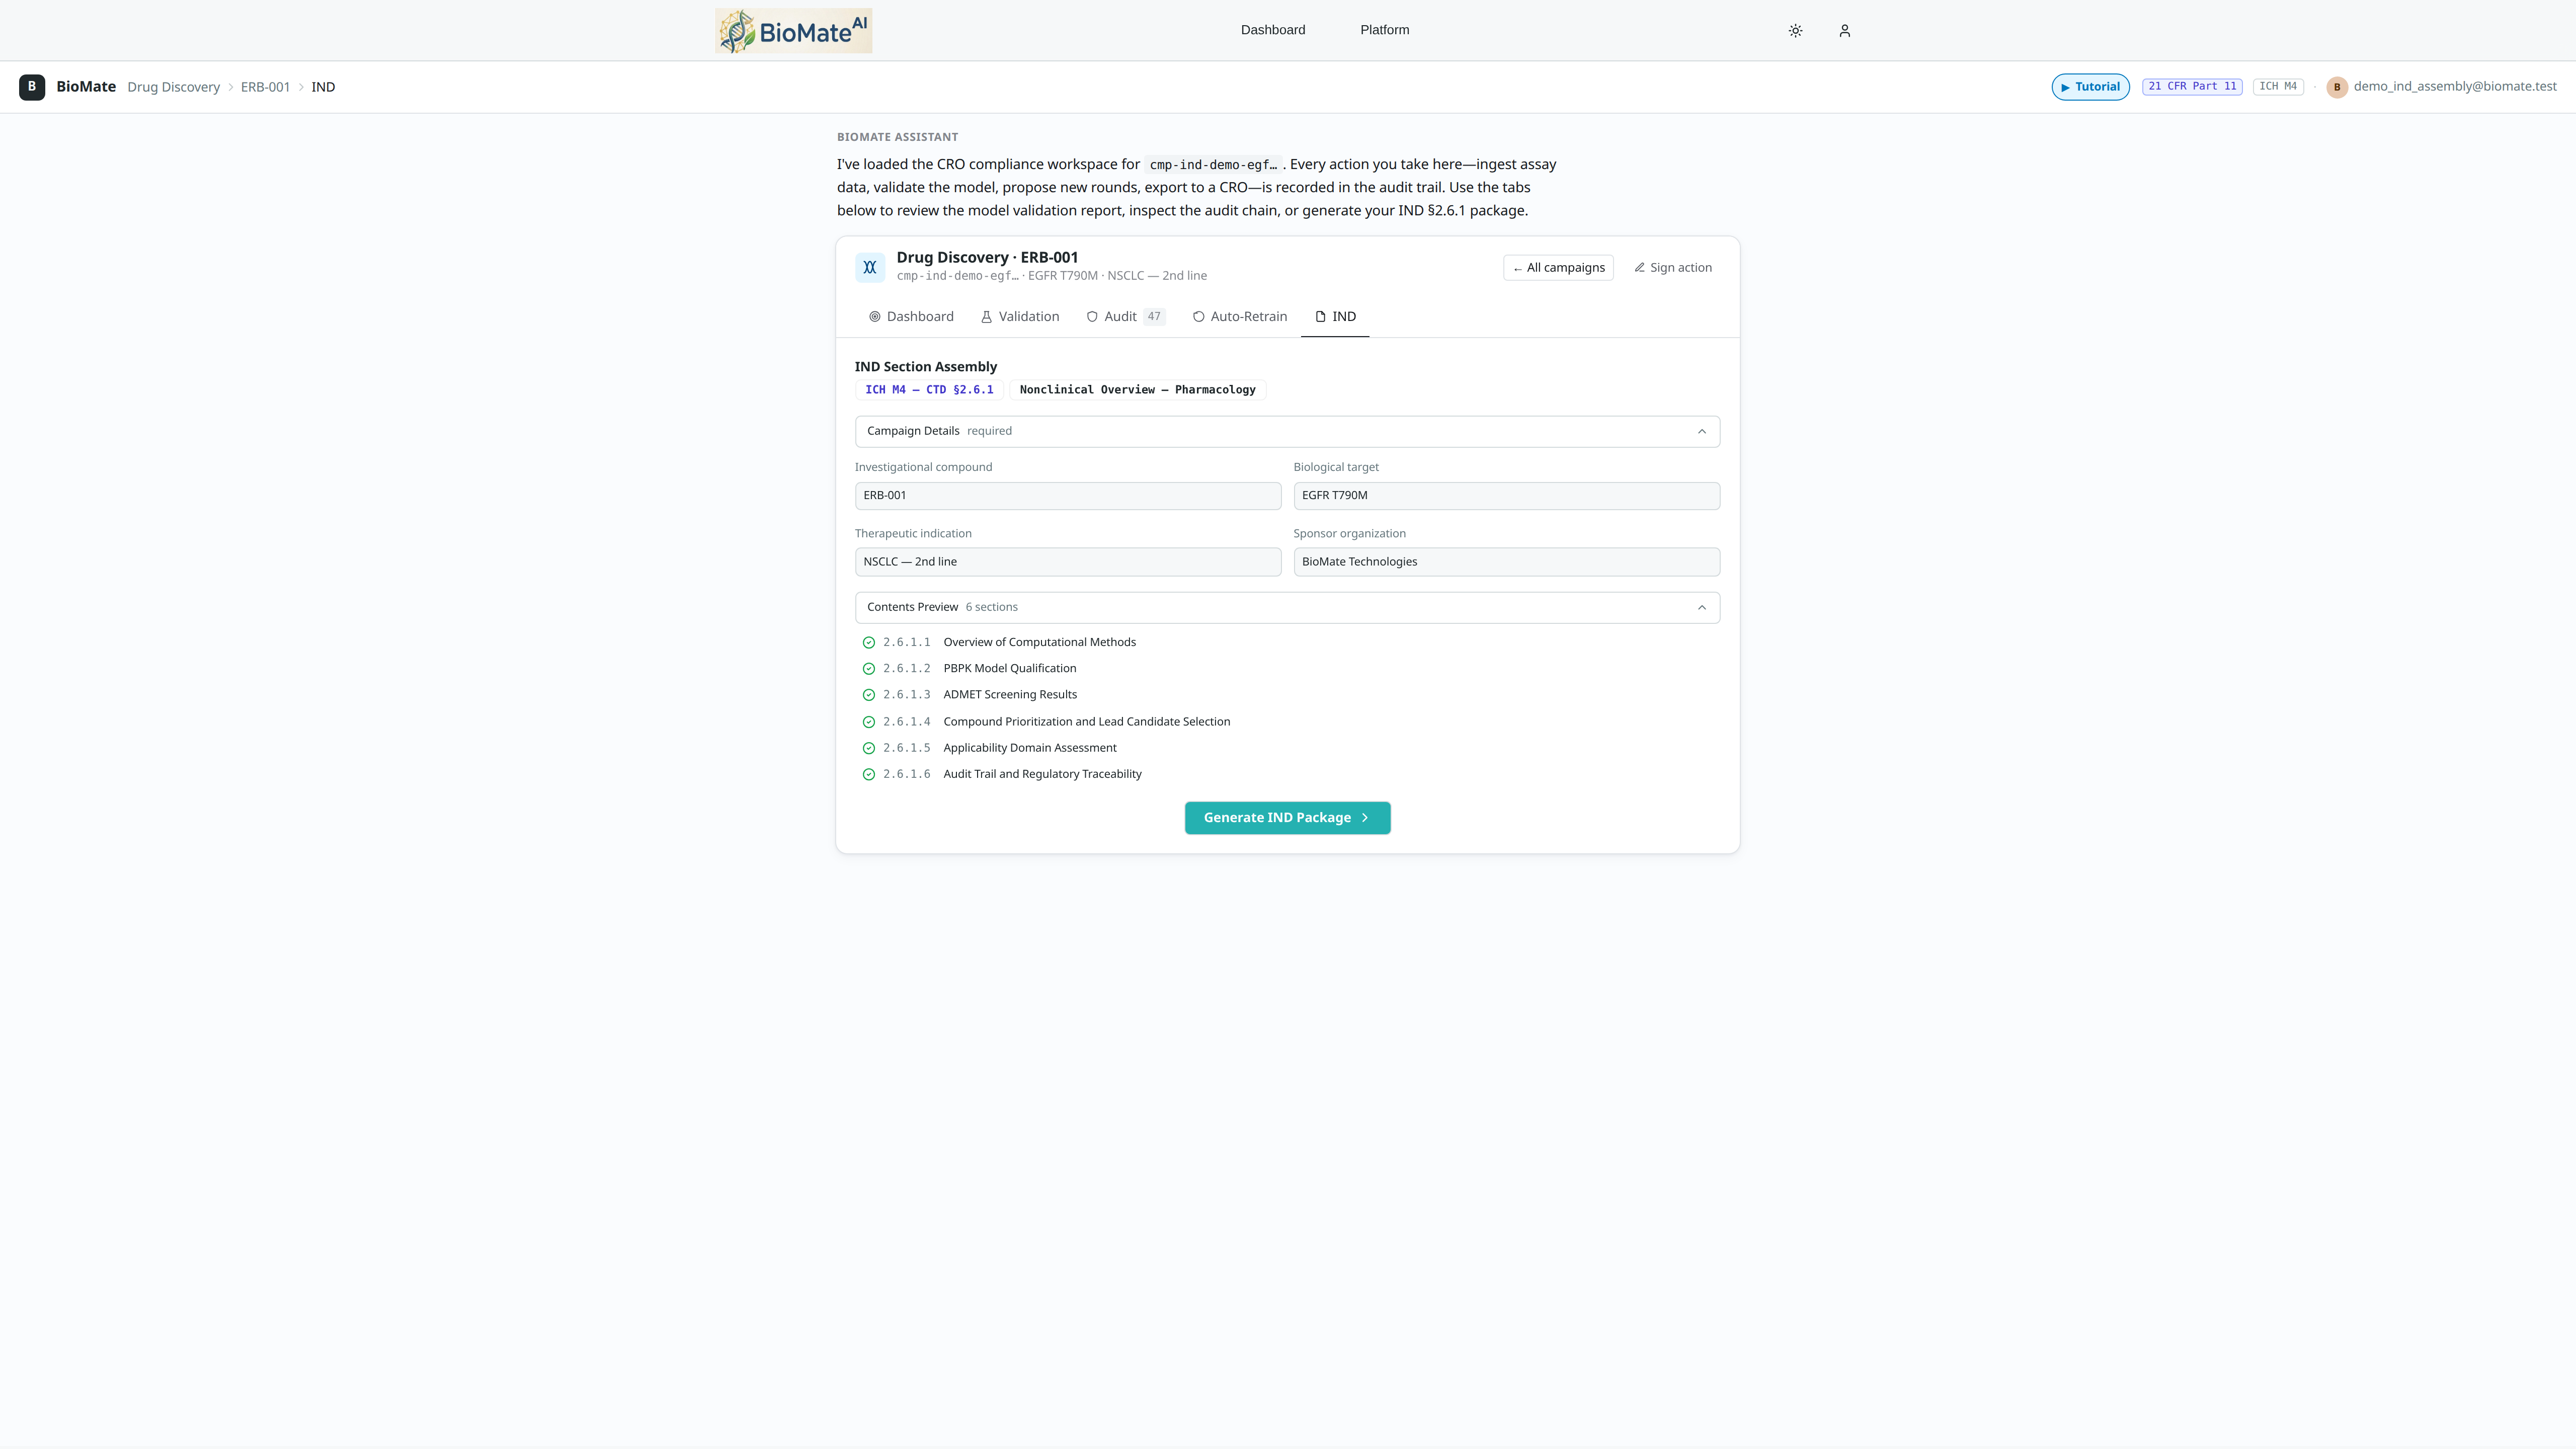 BioMate AI
Dashboard
Platform
B
BioMate
Drug Discovery
ERB-001
IND
▶ Tutorial
21 CFR Part 11
ICH M4
·
B
demo_ind_assembly@biomate.test
BIOMATE ASSISTANT
I've loaded the CRO compliance workspace for cmp-ind-demo-egf… . Every action you take here—ingest assay
data, validate the model, propose new rounds, export to a CRO—is recorded in the audit trail. Use the tabs
below to review the model validation report, inspect the audit chain, or generate your IND §2.6.1 package.
Drug Discovery · ERB-001
cmp-ind-demo-egf… · EGFR T790M · NSCLC — 2nd line
← All campaigns
Sign action
Dashboard
Validation
Audit 47
Auto-Retrain
IND
IND Section Assembly
ICH M4 — CTD §2.6.1
Nonclinical Overview — Pharmacology
Campaign Details required
Investigational compound
Biological target
ERB-001
EGFR T790M
Therapeutic indication
Sponsor organization
NSCLC — 2nd line
BioMate Technologies
Contents Preview 6 sections
2.6.1.1 Overview of Computational Methods
2.6.1.2 PBPK Model Qualification
2.6.1.3 ADMET Screening Results
2.6.1.4 Compound Prioritization and Lead Candidate Selection
2.6.1.5 Applicability Domain Assessment
2.6.1.6 Audit Trail and Regulatory Traceability
Generate IND Package